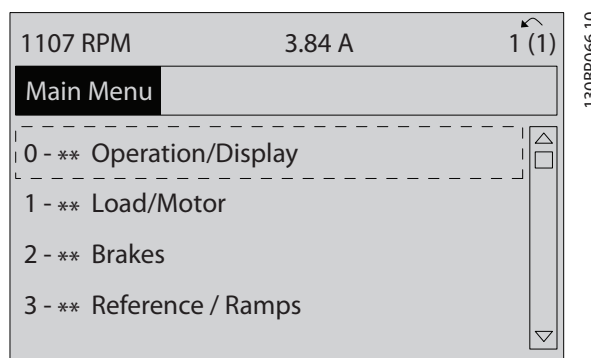 1107 RPM 3.84 A 1 (1)
Main Menu
0 - ** Operation/Display
1 - ** Load/Motor
2 - ** Brakes
3 - ** Reference / Ramps
130BP066.10